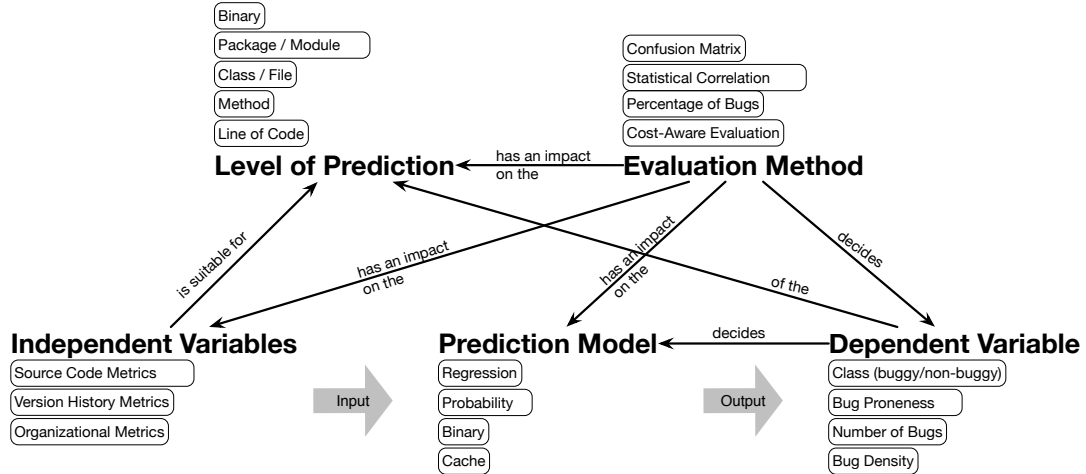 Binary
Package / Module
Class / File
Method
Line of Code
Level of Prediction
Confusion Matrix
Statistical Correlation
Percentage of Bugs
Cost-Aware Evaluation
Evaluation Method
has an impact
on the
is suitable for
has an impact
on the
has an impact
on the
decides
of the
Independent Variables
Source Code Metrics
Version History Metrics
Organizational Metrics
Input
Prediction Model
Regression
Probability
Binary
Cache
decides
Output
Dependent Variable
Class (buggy/non-buggy)
Bug Proneness
Number of Bugs
Bug Density